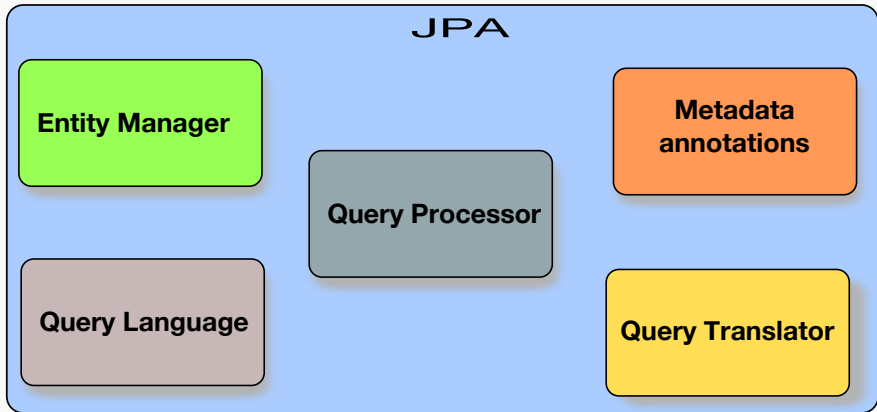 JPA
Entity Manager
Metadata
annotations
Query Processor
Query Language
Query Translator